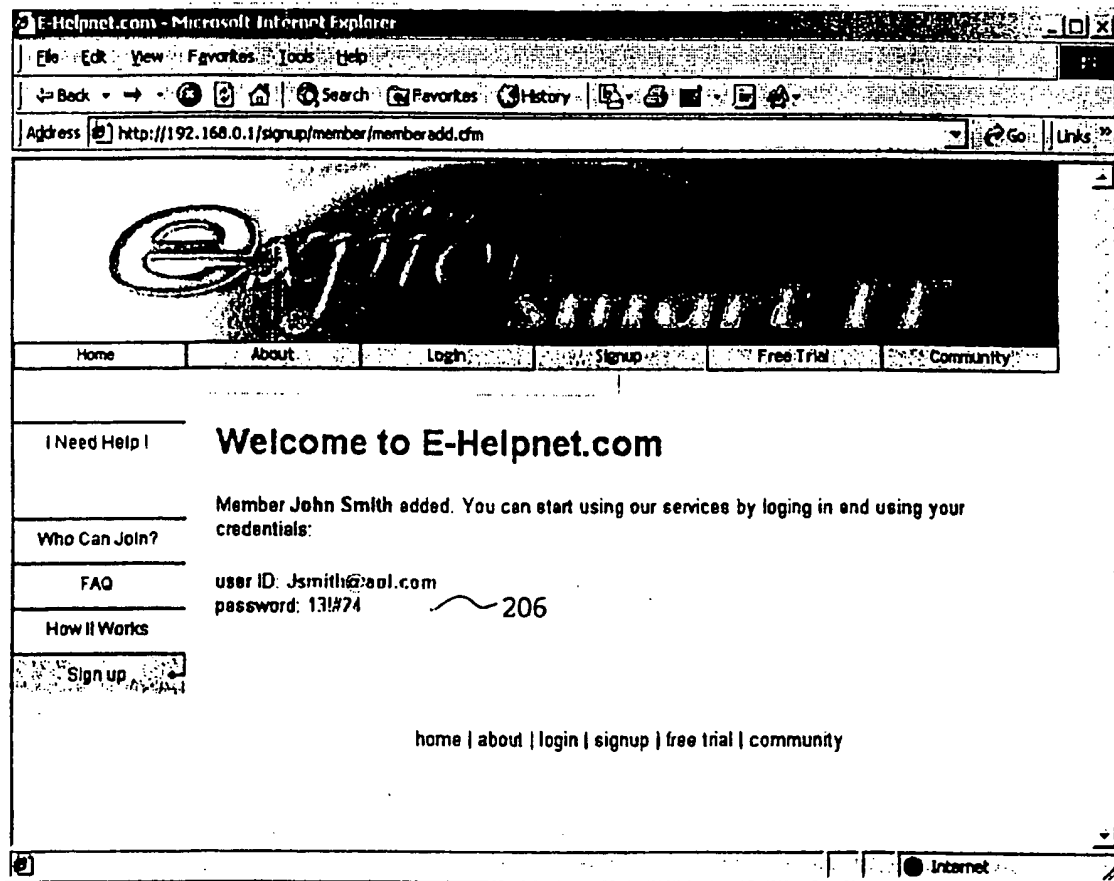 E-Helpnet.com - Microsoft Internet Explorer
File Edit View Favorites Tools Help
Back Search Favorites History
Address http://192.168.0.1/signup/member/memberadd.cfm Go Links »
smart IT
Home About Login Signup Free Trial Community
I Need Help !
Who Can Join?
FAQ
How It Works
Sign up
Welcome to E-Helpnet.com
Member John Smith added. You can start using our services by loging in and using your
credentials:
user ID: Jsmith@aol.com
password: 13!#24
206
home | about | login | signup | free trial | community
Internet